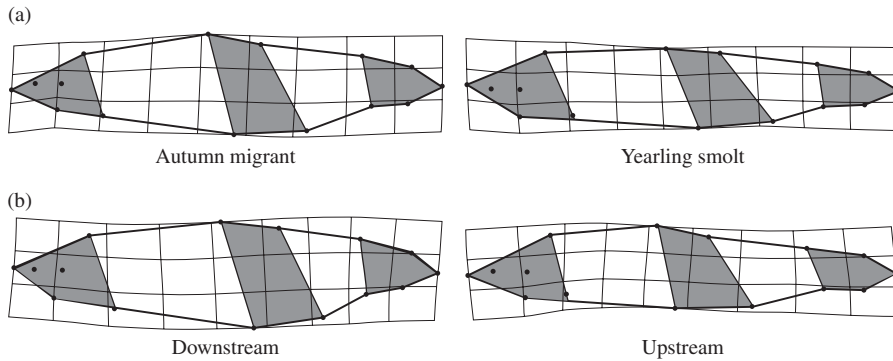 (a)
Autumn migrant
Yearling smolt
(b)
Downstream
Upstream